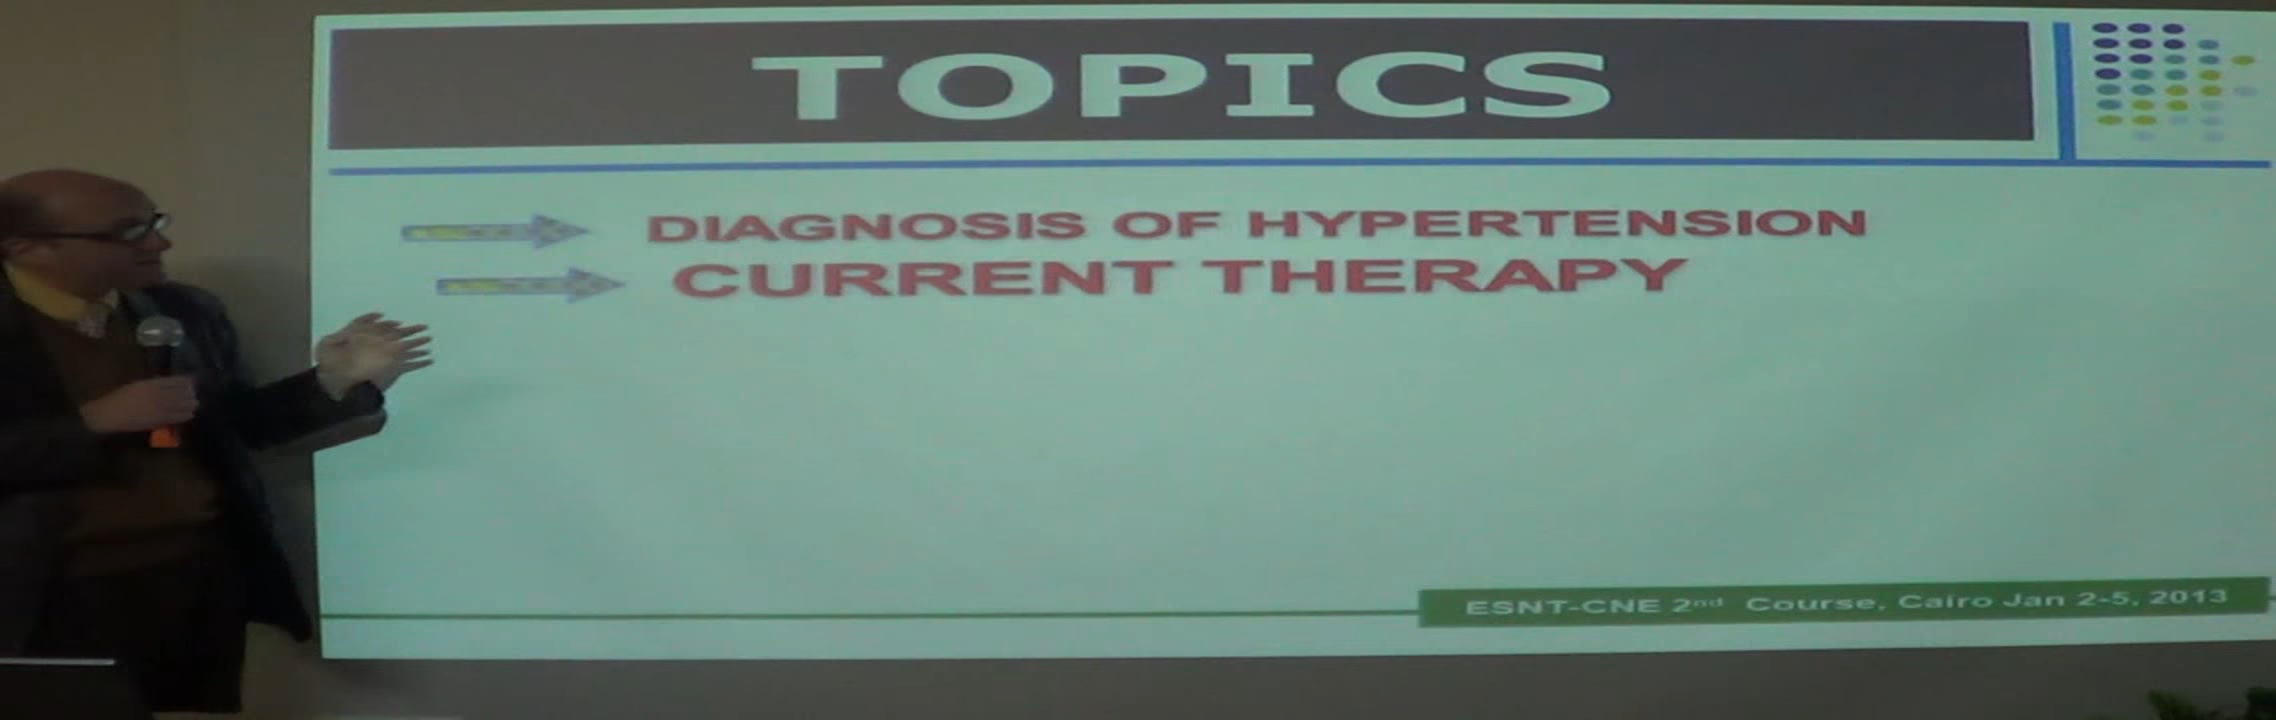 TOPICS
DIAGNOSIS OF HYPERTENSION
CURRENT THERAPY
ESNT-CNE 2nd Course, Cairo Jan 2-5, 2013